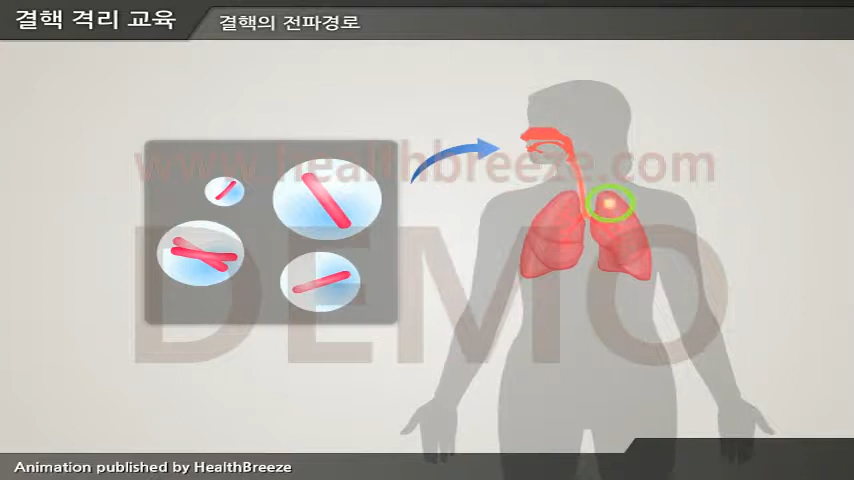 결핵 격리 교육
결핵의 전파경로
www.healthbreeze.com
DEMO
Animation published by HealthBreeze